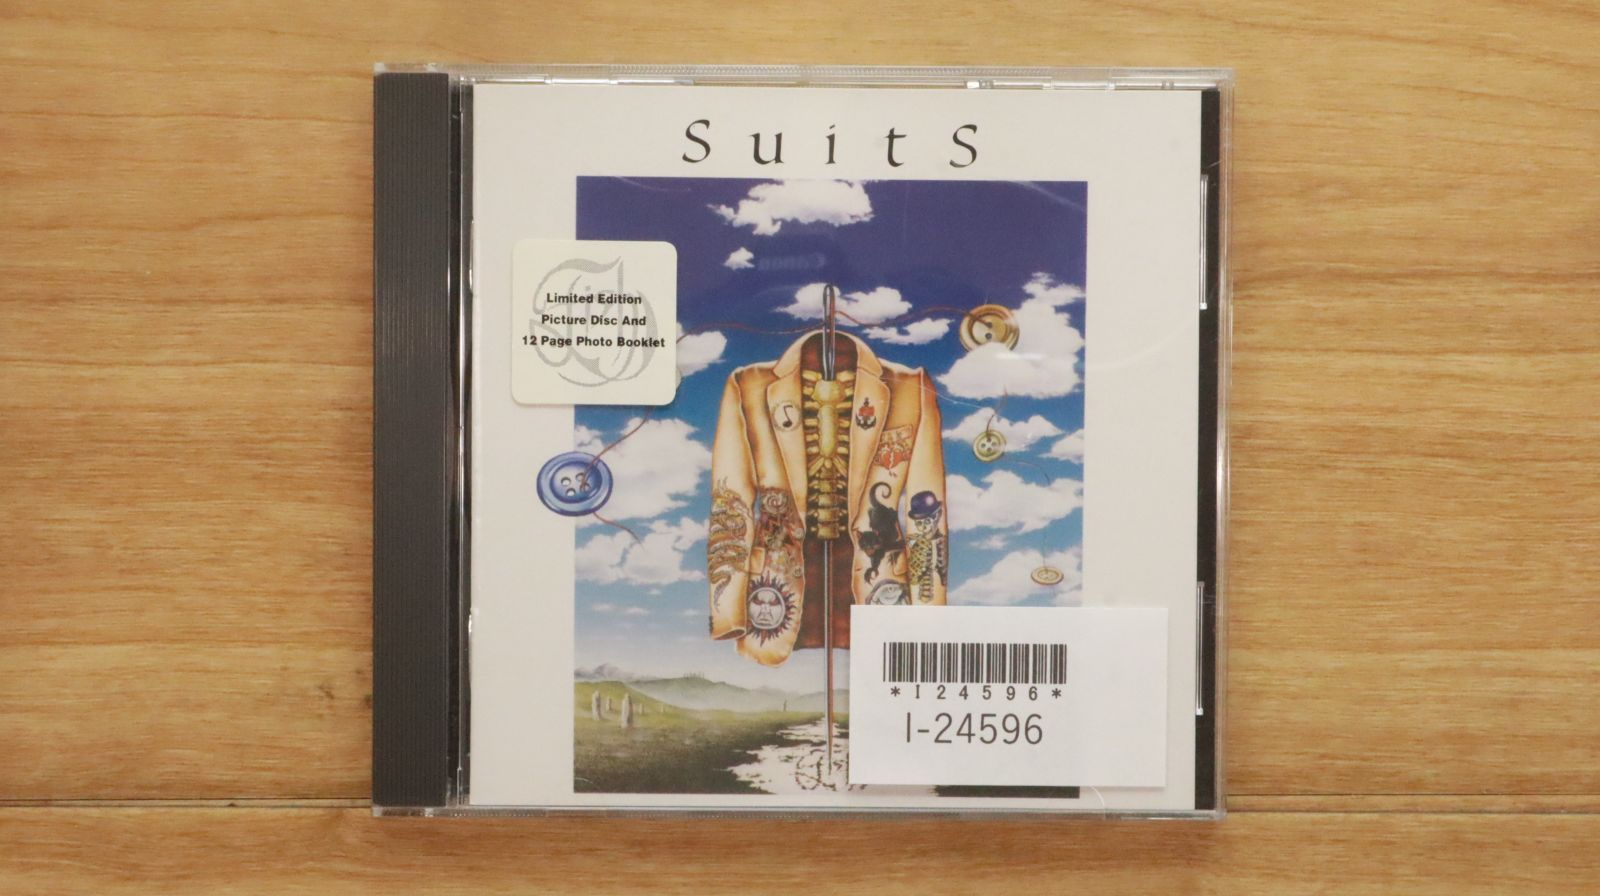 SuitS
Limited Edition
Picture Disc And
12 Page Photo Booklet
*I24596*
I-24596